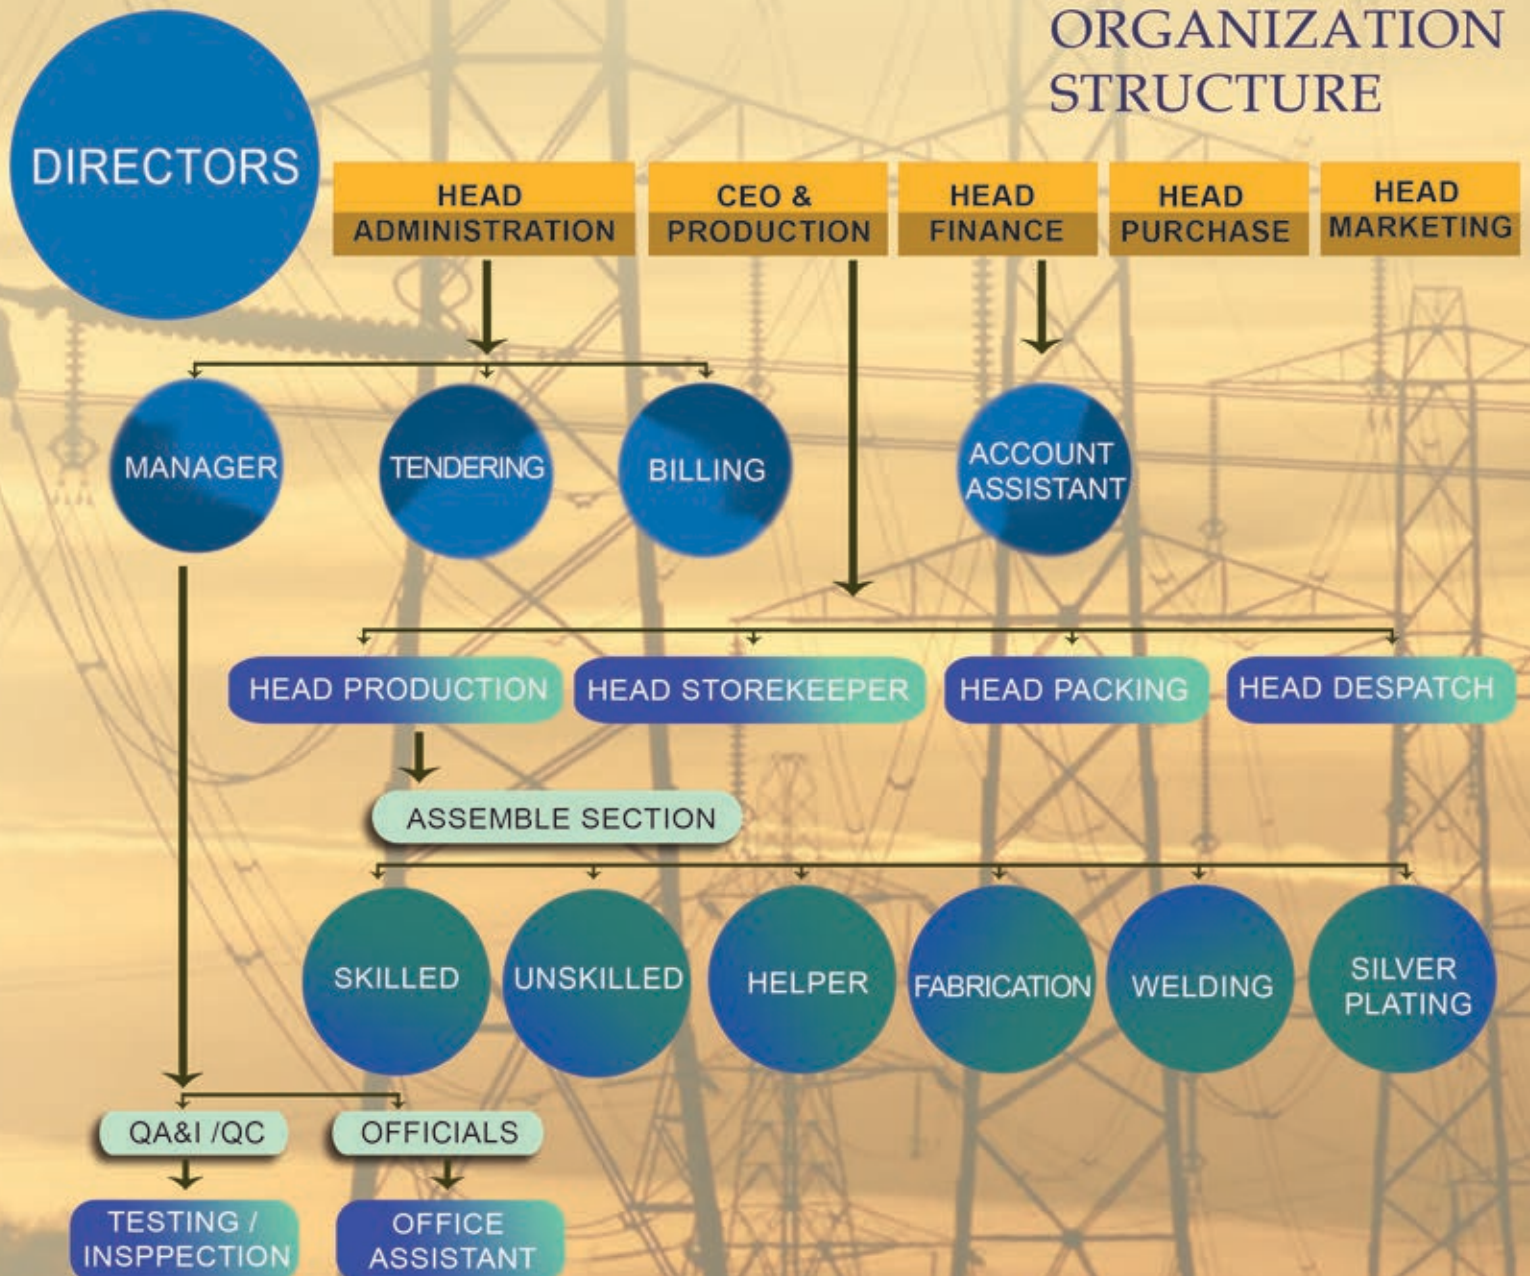 ORGANIZATION
STRUCTURE
DIRECTORS
HEAD
ADMINISTRATION
CEO &
PRODUCTION
HEAD
FINANCE
HEAD
PURCHASE
HEAD
MARKETING
MANAGER
TENDERING
BILLING
ACCOUNT
ASSISTANT
HEAD PRODUCTION
HEAD STOREKEEPER
HEAD PACKING
HEAD DESPATCH
ASSEMBLE SECTION
SKILLED
UNSKILLED
HELPER
FABRICATION
WELDING
SILVER
PLATING
QA&I /QC
OFFICIALS
TESTING /
INSPPECTION
OFFICE
ASSISTANT